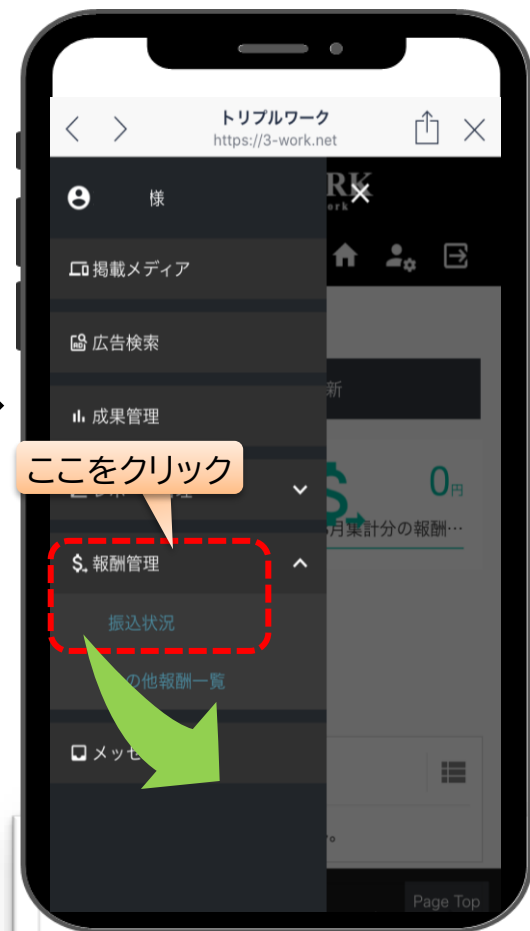 トリプルワーク
https://3-work.net
様
RK
ork
掲載メディア
広告検索
新
成果管理
ここをクリック
0円
月集計分の報酬…
報酬管理
振込状況
の他報酬一覧
メッセ
Page Top